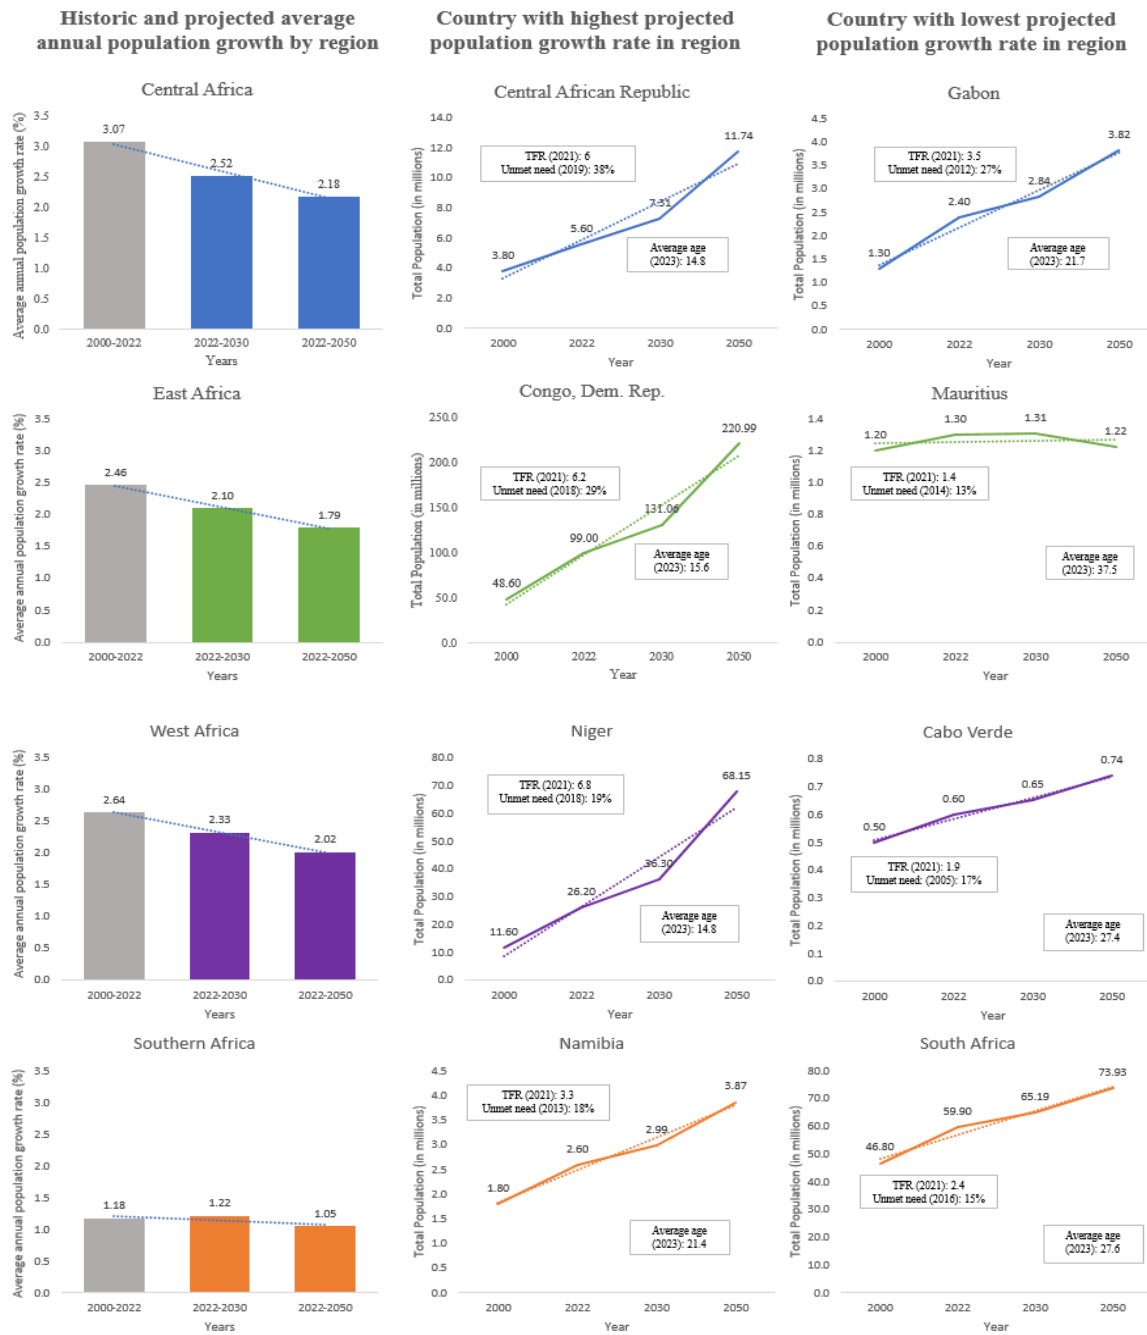 Historic and projected average
annual population growth by region
Country with highest projected
population growth rate in region
Country with lowest projected
population growth rate in region
Central Africa
Average annual population growth rate (%)
3.5
3.0
2.5
2.0
1.5
1.0
0.5
0.0
3.07
2.52
2.18
2000-2022
2022-2030
2022-2050
Years
Central African Republic
Total Population (in millions)
14.0
12.0
10.0
8.0
6.0
4.0
2.0
0.0
TFR (2021): 6
Unmet need (2019): 38%
3.80
5.60
7.31
11.74
Average age
(2023): 14.8
2000
2022
2030
2050
Year
Gabon
Total Population (in millions)
4.5
4.0
3.5
3.0
2.5
2.0
1.5
1.0
0.5
0.0
TFR (2021): 3.5
Unmet need (2012): 27%
1.30
2.40
2.84
3.82
Average age
(2023): 21.7
2000
2022
2030
2050
Year
East Africa
Average annual population growth rate (%)
3.5
3.0
2.5
2.0
1.5
1.0
0.5
0.0
2.46
2.10
1.79
2000-2022
2022-2030
2022-2050
Years
Congo, Dem. Rep.
Total Population (in millions)
250.0
200.0
150.0
100.0
50.0
0.0
TFR (2021): 6.2
Unmet need (2018): 29%
48.60
99.00
131.06
220.99
Average age
(2023): 15.6
2000
2022
2030
2050
Year
Mauritius
Total Population (in millions)
1.4
1.2
1.0
0.8
0.6
0.4
0.2
0.0
1.20
1.30
1.31
1.22
TFR (2021): 1.4
Unmet need (2014): 13%
Average age
(2023): 37.5
2000
2022
2030
2050
Year
West Africa
Average annual population growth rate (%)
3.5
3.0
2.5
2.0
1.5
1.0
0.5
0.0
2.64
2.33
2.02
2000-2022
2022-2030
2022-2050
Years
Niger
Total Population (in millions)
80.0
70.0
60.0
50.0
40.0
30.0
20.0
10.0
0.0
TFR (2021): 6.8
Unmet need (2018): 19%
11.60
26.20
36.30
68.15
Average age
(2023): 14.8
2000
2022
2030
2050
Year
Cabo Verde
Total Population (in millions)
0.8
0.7
0.6
0.5
0.4
0.3
0.2
0.1
0.0
0.50
0.60
0.65
0.74
TFR (2021): 1.9
Unmet need: (2005): 17%
Average age
(2023): 27.4
2000
2022
2030
2050
Year
Southern Africa
Average annual population growth rate (%)
3.5
3.0
2.5
2.0
1.5
1.0
0.5
0.0
1.18
1.22
1.05
2000-2022
2022-2030
2022-2050
Years
Namibia
Total Population (in millions)
4.5
4.0
3.5
3.0
2.5
2.0
1.5
1.0
0.5
0.0
TFR (2021): 3.3
Unmet need (2013): 18%
1.80
2.60
2.99
3.87
Average age
(2023): 21.4
2000
2022
2030
2050
Year
South Africa
Total Population (in millions)
80.0
70.0
60.0
50.0
40.0
30.0
20.0
10.0
0.0
46.80
59.90
65.19
73.93
TFR (2021): 2.4
Unmet need (2016): 15%
Average age
(2023): 27.6
2000
2022
2030
2050
Year